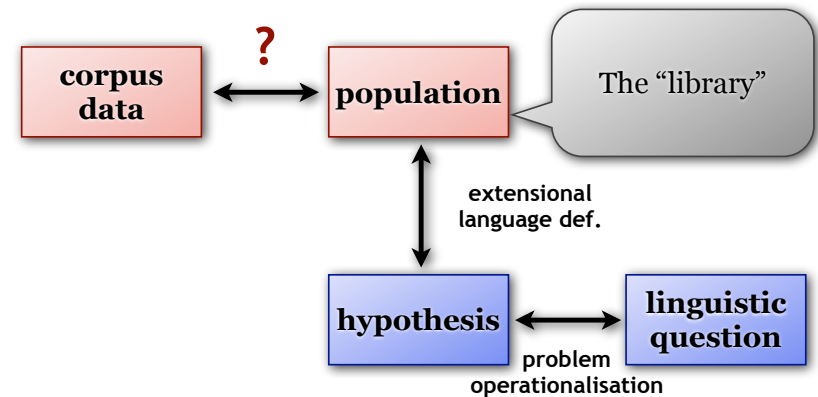 ?
corpus
data
population
The “library”
extensional
language def.
hypothesis
linguistic
question
problem
operationalisation